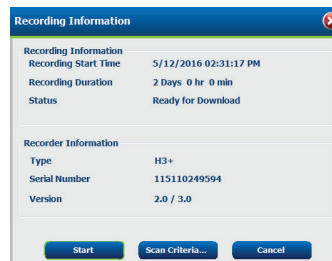 Recording Information
Recording Information
Recording Start Time 5/12/2016 02:31:17 PM
Recording Duration 2 Days 0 hr 0 min
Status Ready for Download
Recorder Information
Type H3+
Serial Number 115110249594
Version 2.0 / 3.0
Start Scan Criteria... Cancel